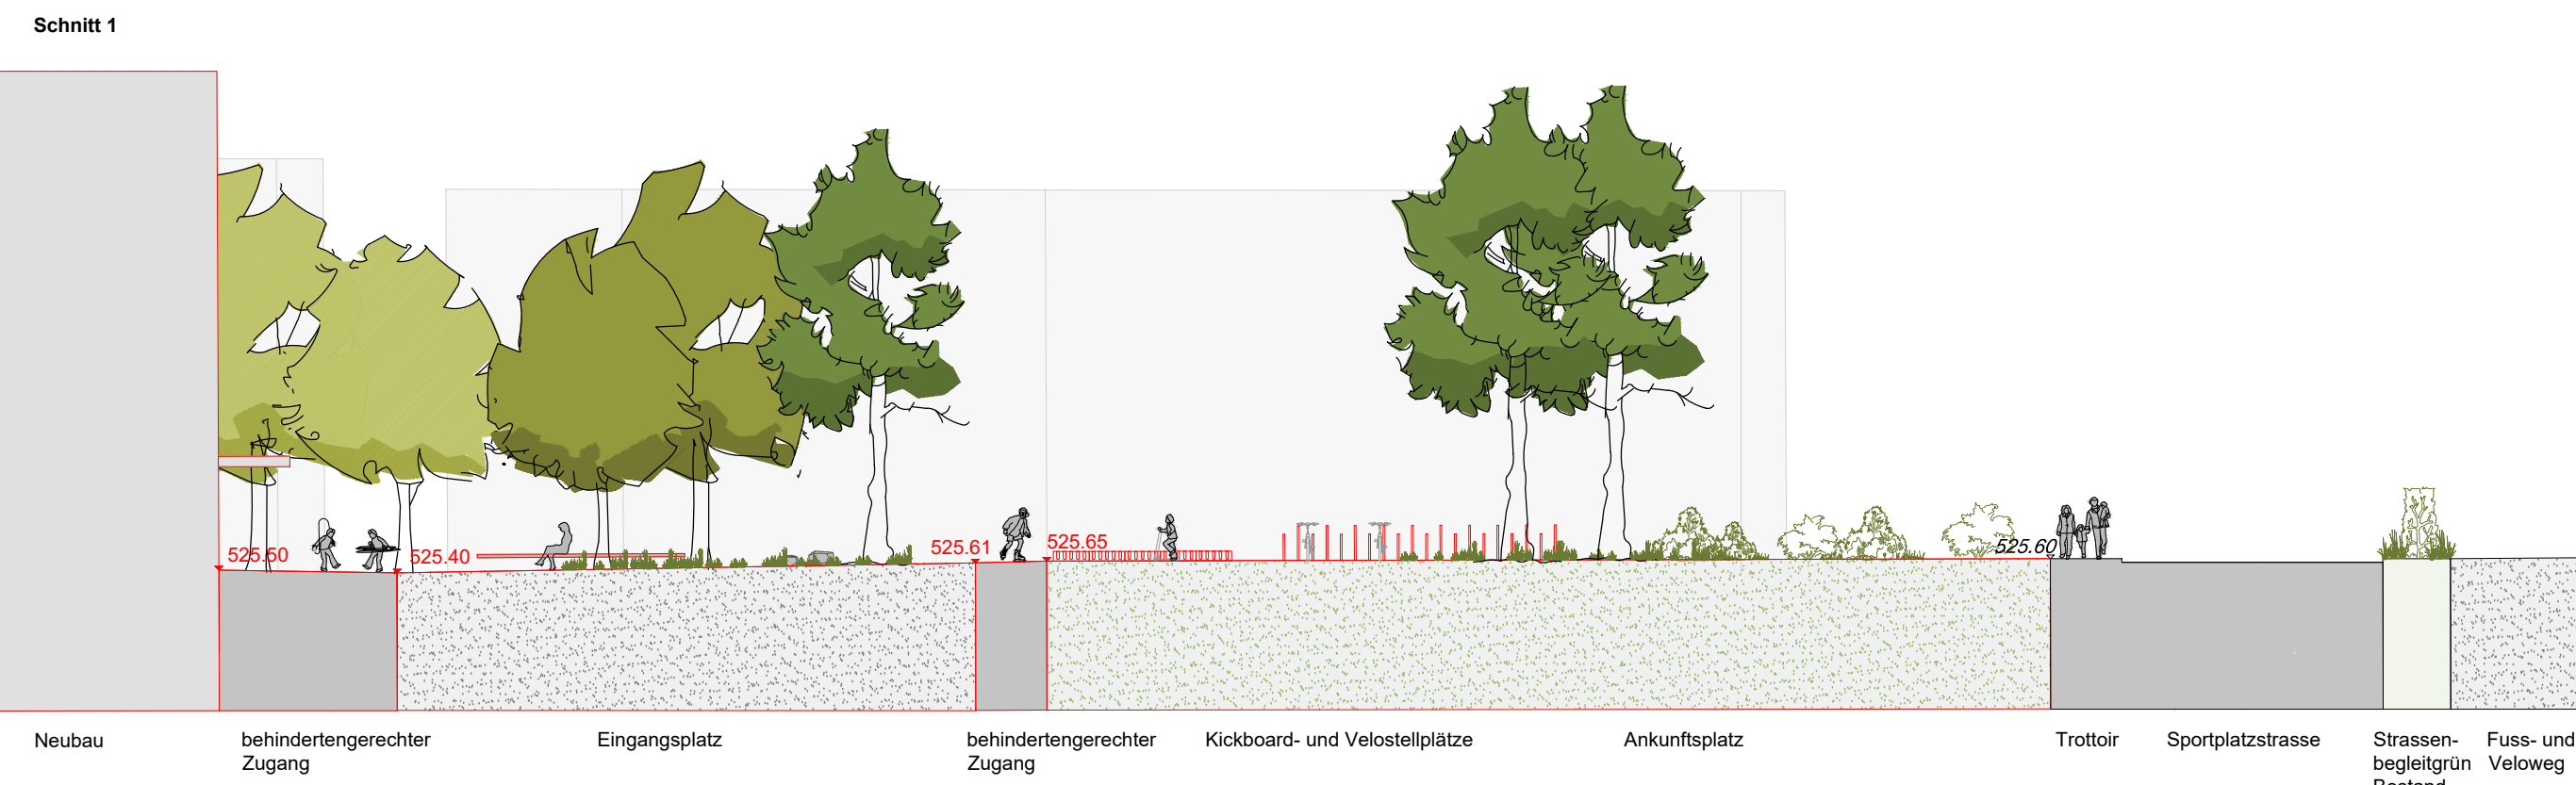 Schnitt 1
525.50
525.40
525.61
525.65
525.60
Neubau
behindertengerechter
Zugang
Eingangsplatz
behindertengerechter
Zugang
Kickboard- und Velostellplätze
Ankunftsplatz
Trottoir
Sportplatzstrasse
Strassen-
begleitgrün
Bestand
Fuss- und
Veloweg